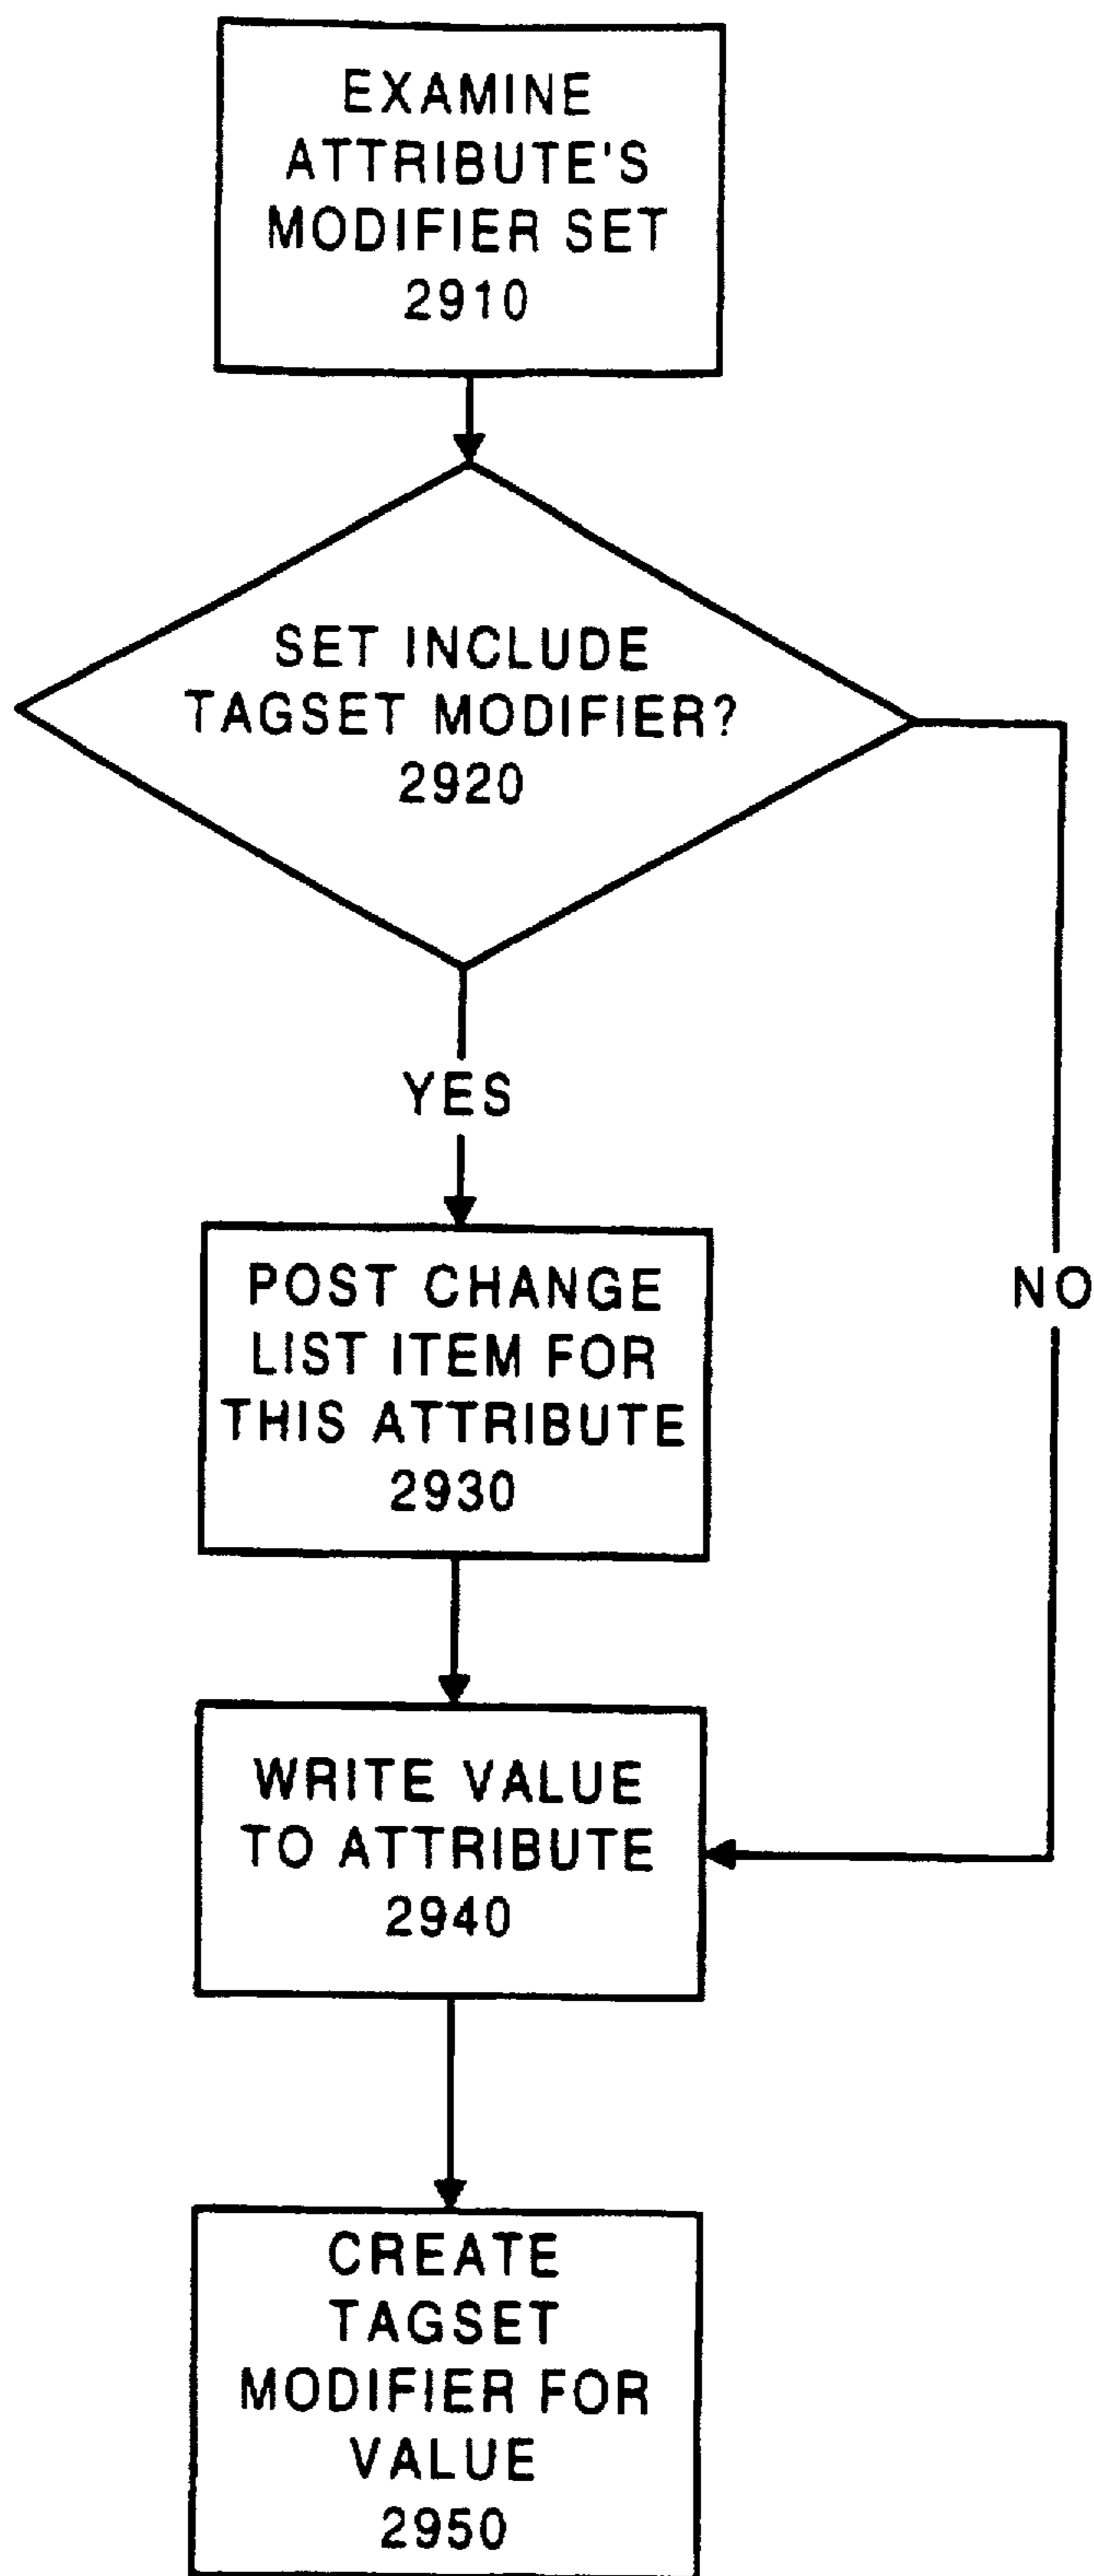 EXAMINE
ATTRIBUTE'S
MODIFIER SET
2910
SET INCLUDE
TAGSET MODIFIER?
2920
YES
NO
POST CHANGE
LIST ITEM FOR
THIS ATTRIBUTE
2930
WRITE VALUE
TO ATTRIBUTE
2940
CREATE
TAGSET
MODIFIER FOR
VALUE
2950